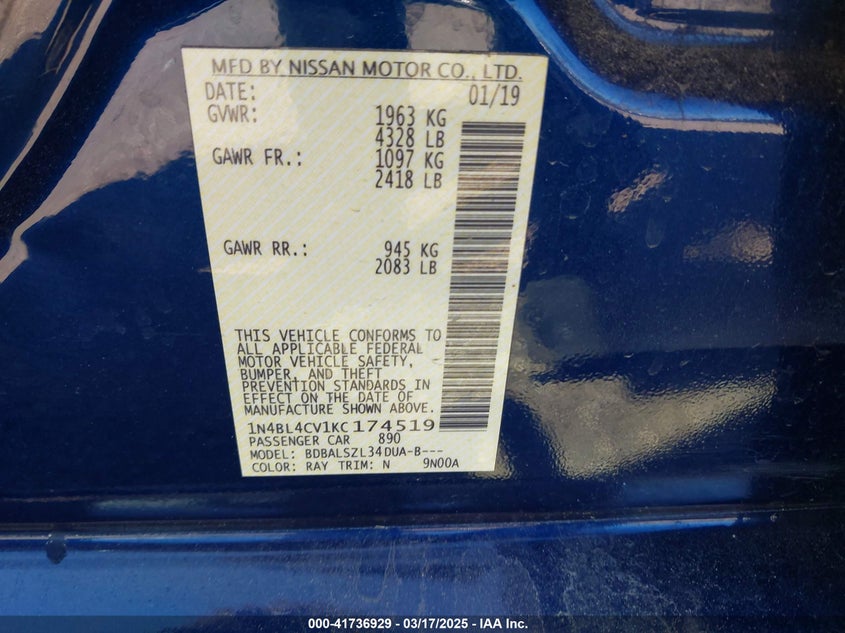 MFD BY NISSAN MOTOR CO., LTD.
DATE: 01/19
GVWR: 1963 KG
4328 LB
GAWR FR.: 1097 KG
2418 LB
GAWR RR.: 945 KG
2083 LB
THIS VEHICLE CONFORMS TO
ALL APPLICABLE FEDERAL
MOTOR VEHICLE SAFETY,
BUMPER, AND THEFT
PREVENTION STANDARDS IN
EFFECT ON THE DATE OF
MANUFACTURE SHOWN ABOVE.
1N4BL4CV1KC174519
PASSENGER CAR 890
MODEL: BDBALSZL34DUA-B---
COLOR: RAY TRIM: N 9N00A
000-41736929 - 03/17/2025 - IAA Inc.